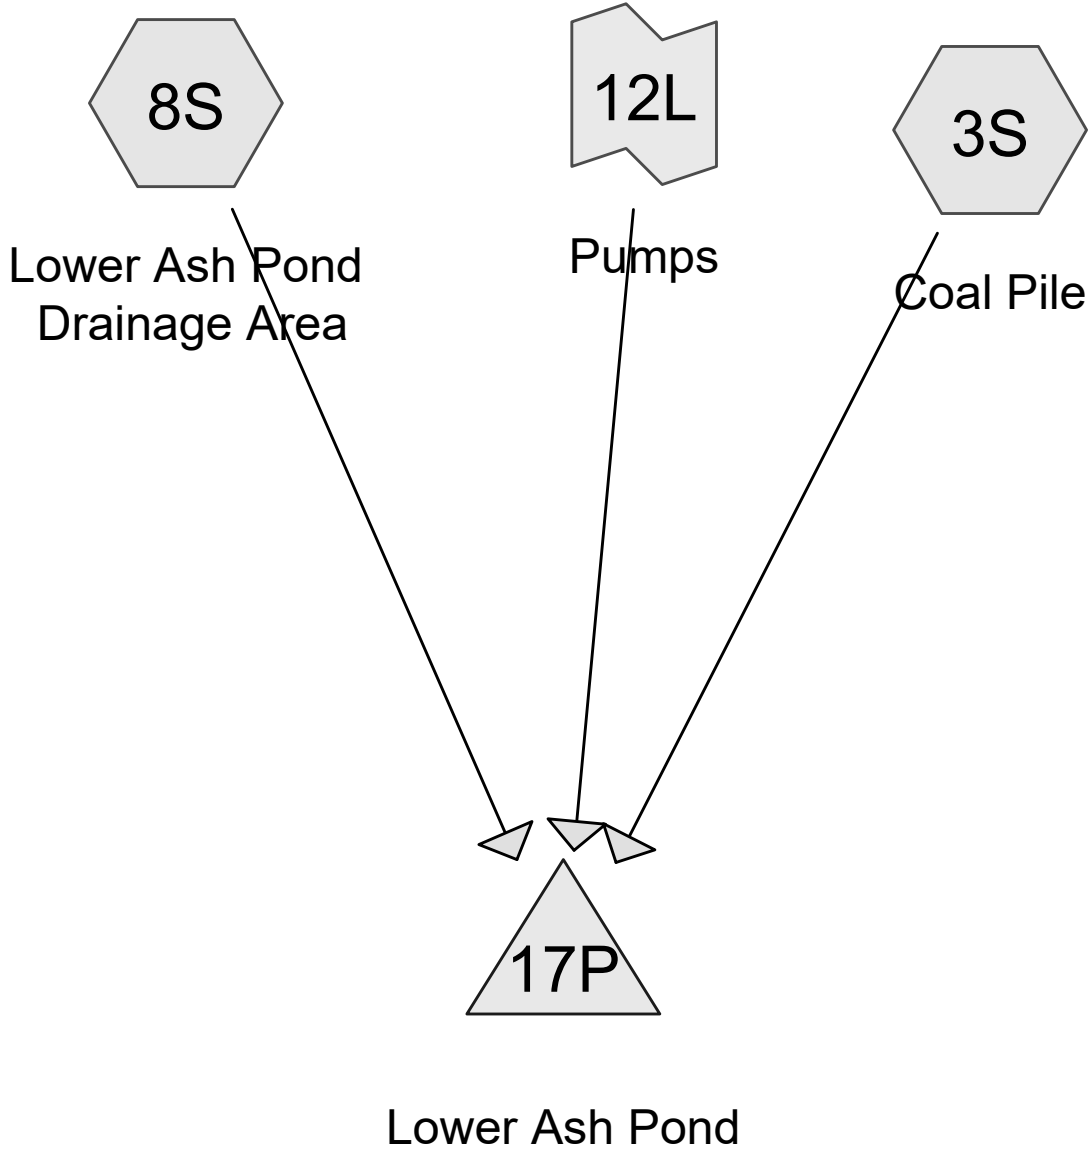 8S
12L
3S
Lower Ash Pond
Drainage Area
Pumps
Coal Pile
17P
Lower Ash Pond